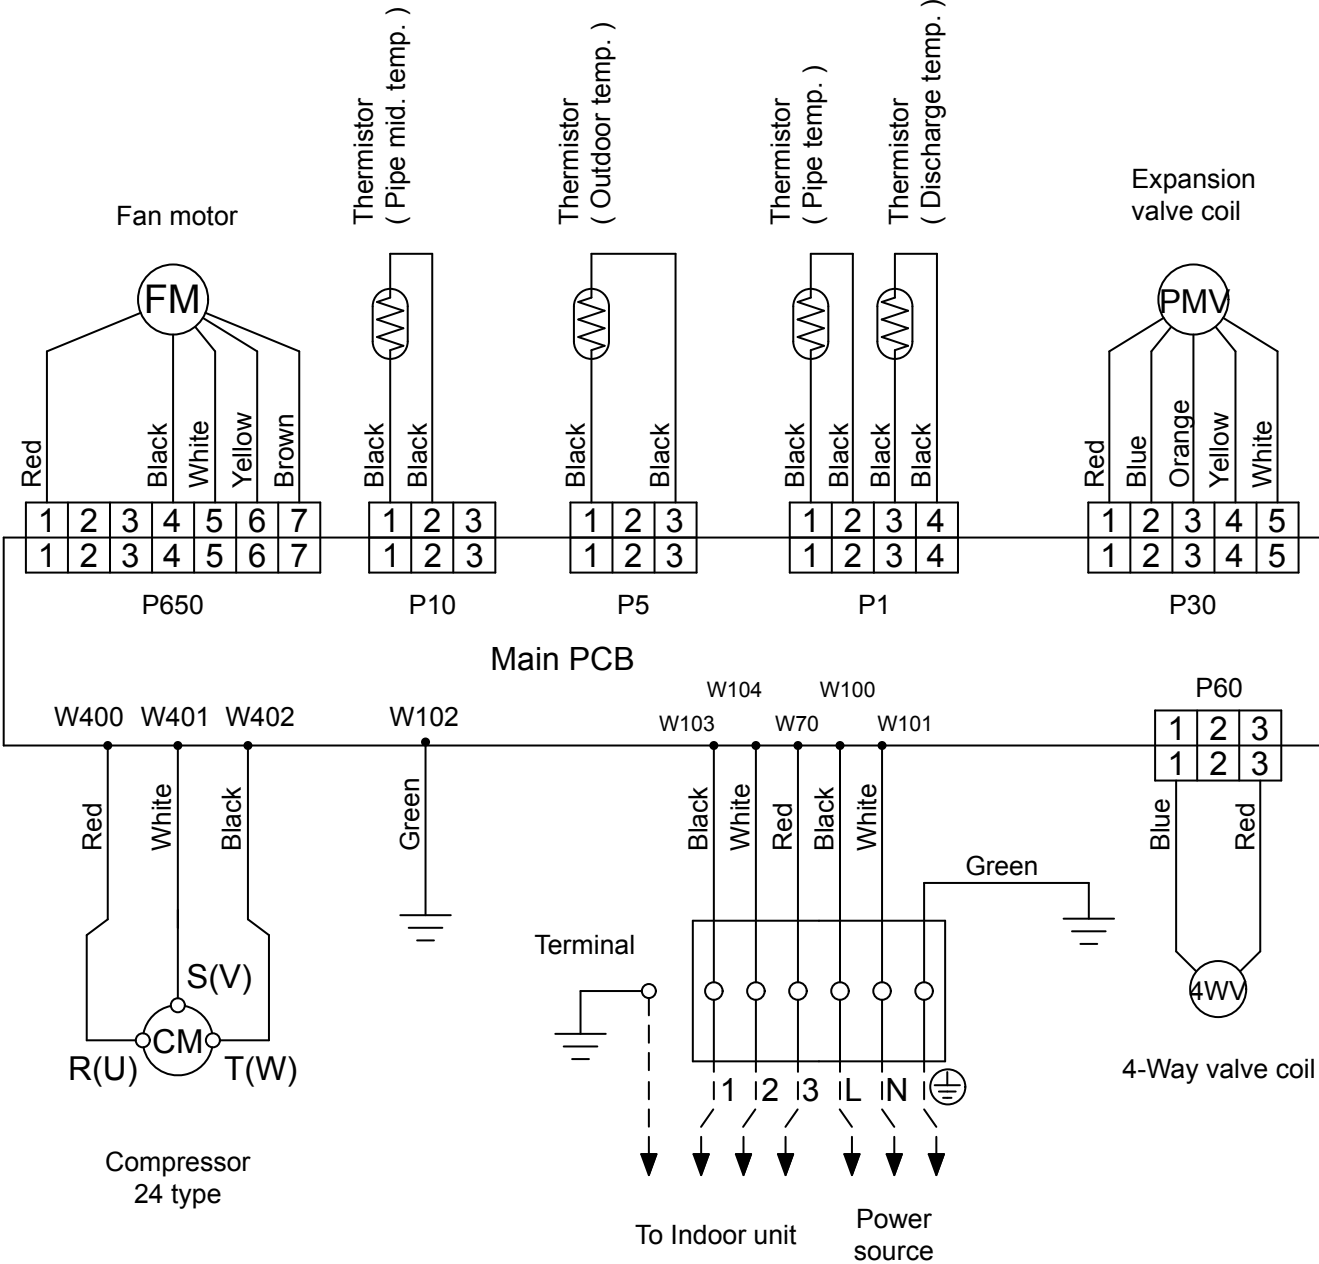 Thermistor
( Pipe mid. temp. )
Thermistor
( Outdoor temp. )
Thermistor
( Pipe temp. )
Thermistor
( Discharge temp. )
Fan motor
Expansion
valve coil
FM
PMV
Red
Black
White
Yellow
Brown
Black
Black
Black
Black
Black
Black
Black
Black
Red
Blue
Orange
Yellow
White
1 2 3 4 5 6 7
1 2 3
1 2 3
1 2 3 4
1 2 3 4 5
1 2 3 4 5 6 7
1 2 3
1 2 3
1 2 3 4
1 2 3 4 5
P650
P10
P5
P1
P30
Main PCB
W400 W401 W402
W102
W104
W100
W103
W70
W101
P60
1 2 3
1 2 3
Red
White
Black
Green
Black
White
Red
Black
White
Blue
Red
Green
Terminal
S(V)
CM
R(U)
T(W)
4WV
4-Way valve coil
1 2 3 L N
Compressor
24 type
To Indoor unit
Power
source